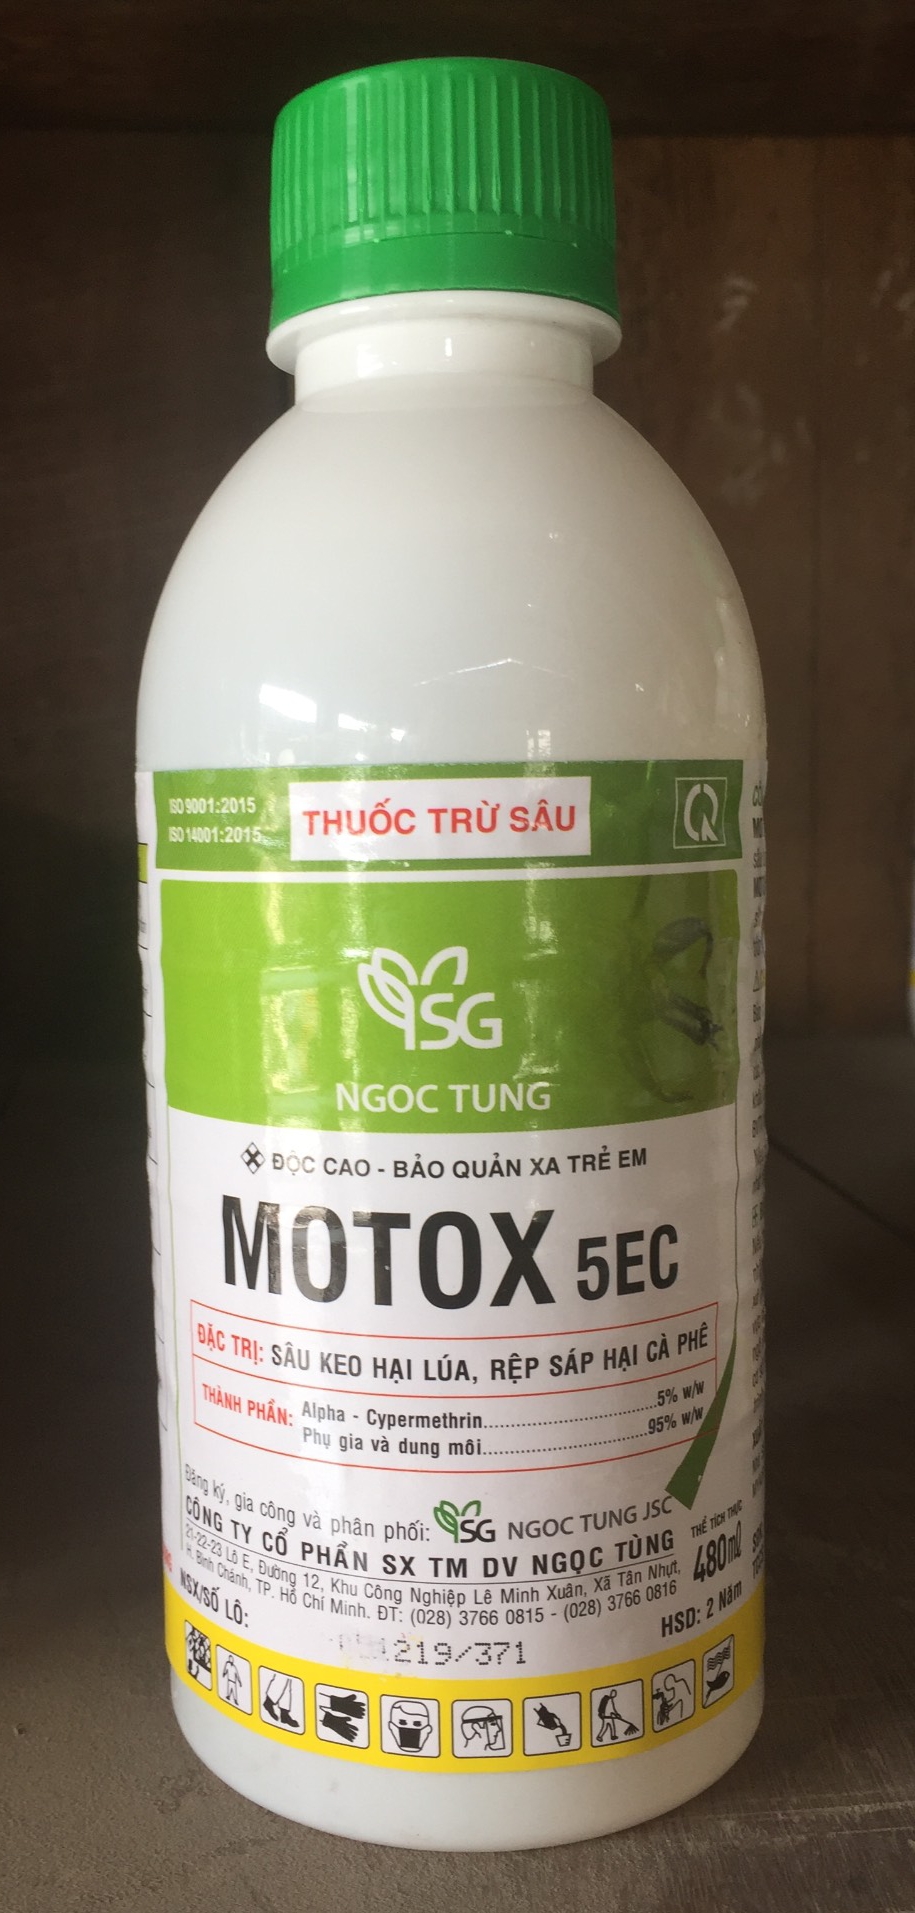 ISO 9001:2015
ISO 14001:2015
THUỐC TRỪ SÂU
SG
NGOC TUNG
ĐỘC CAO - BẢO QUẢN XA TRẺ EM
MOTOX 5EC
ĐẶC TRỊ: SÂU KEO HẠI LÚA, RỆP SÁP HẠI CÀ PHÊ
THÀNH PHẦN: Alpha - Cypermethrin..............................5% w/w
Phụ gia và dung môi..............................95% w/w
Đăng ký, gia công và phân phối: SG NGOC TUNG JSC
CÔNG TY CỔ PHẦN SX TM DV NGỌC TÙNG
21-22-23 Lô E, Đường 12, Khu Công Nghiệp Lê Minh Xuân, Xã Tân Nhựt,
H. Bình Chánh, TP. Hồ Chí Minh. ĐT: (028) 3766 0815 - (028) 3766 0816
THỂ TÍCH THỰC
480ml
NSX/SỐ LÔ:
HSD: 2 Năm
1219/371